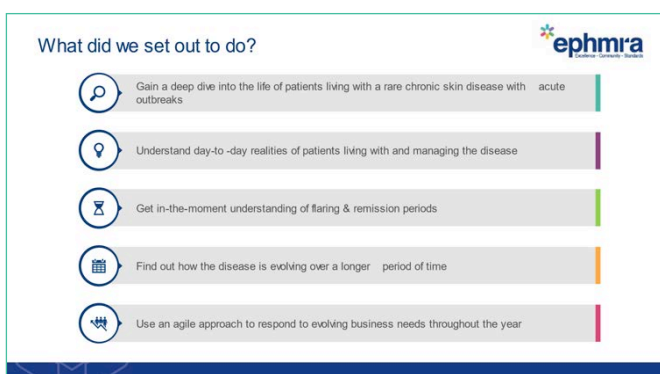 What did we set out to do?
ephmra
Excellence - Community - Standards
Gain a deep dive into the life of patients living with a rare chronic skin disease with acute
outbreaks
Understand day-to -day realities of patients living with and managing the disease
Get in-the-moment understanding of flaring & remission periods
Find out how the disease is evolving over a longer period of time
Use an agile approach to respond to evolving business needs throughout the year